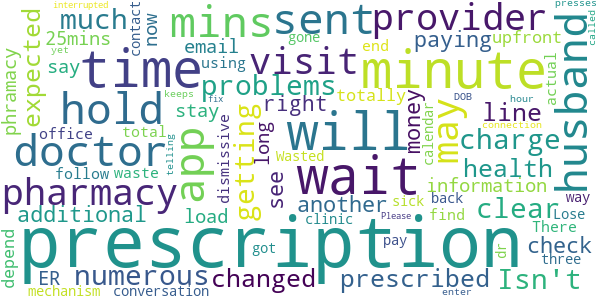 interrupted
much mins sent provider contact presses
now email gone using
25mins
called
expected time visit minute paying upfront
yet
say problems end
phramacy hold app stay right totally line actual husband
keeps fix
DOB hour
office total dismissive long money calendar
connection
doctor will may charge
telling
Wasted
follow waste getting wait health
pharmacy see another information
sick back way
additional load clinic find clear There Lose
depend prescription got pay dr Please check three
ER numerous changed prescribed Isn't
mechanism conversation enter